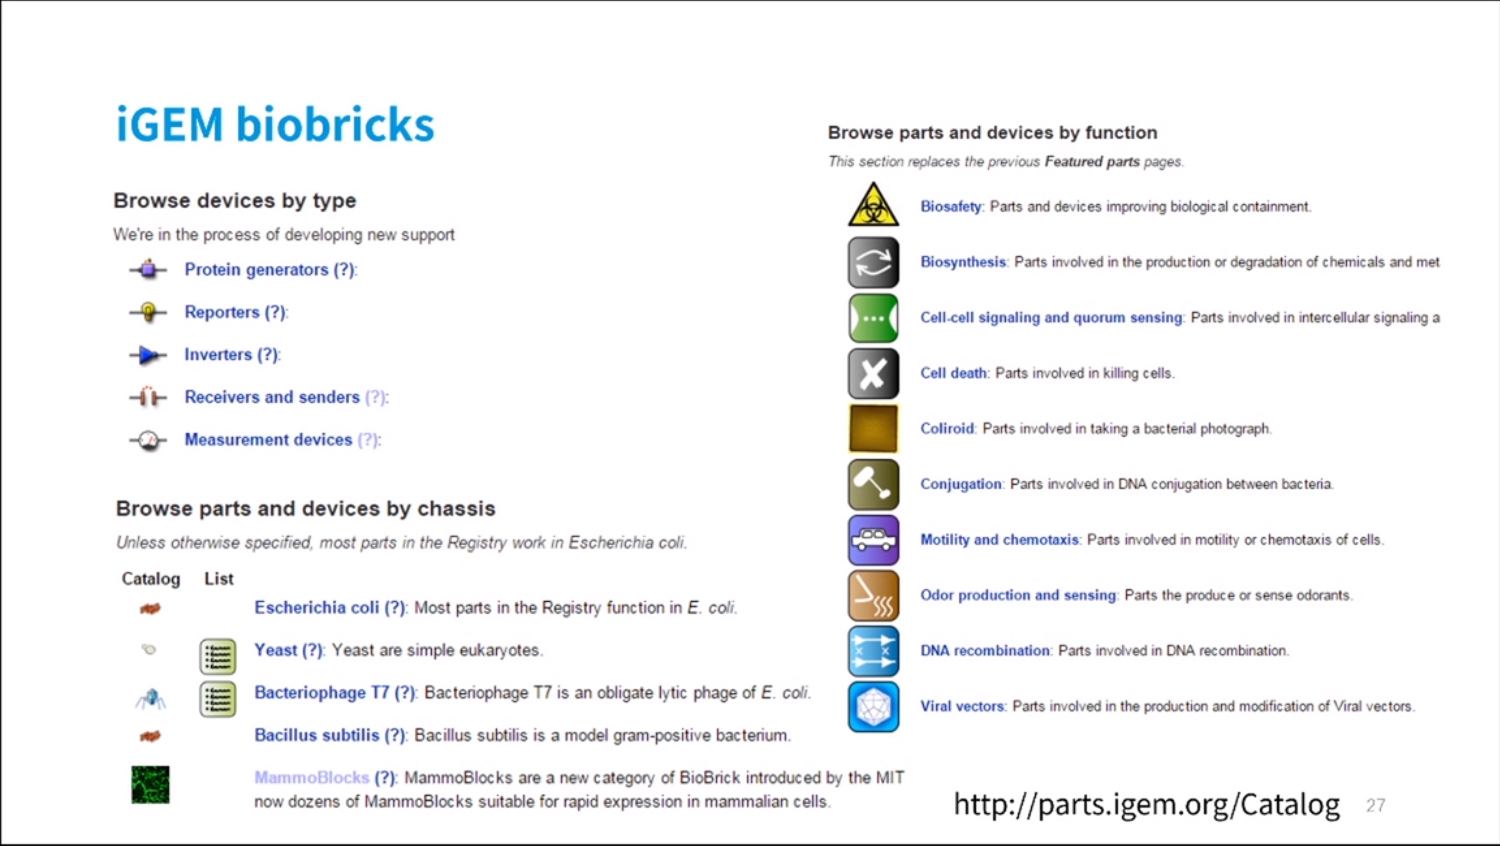 iGEM biobricks
Browse devices by type
We're in the process of developing new support
Protein generators (?):
Reporters (?):
Inverters (?):
Receivers and senders (?):
Measurement devices (?):
Browse parts and devices by chassis
Unless otherwise specified, most parts in the Registry work in Escherichia coli.
Catalog List
Escherichia coli (?): Most parts in the Registry function in E. coli.
Yeast (?): Yeast are simple eukaryotes.
Bacteriophage T7 (?): Bacteriophage T7 is an obligate lytic phage of E. coli.
Bacillus subtilis (?): Bacillus subtilis is a model gram-positive bacterium.
MammoBlocks (?): MammoBlocks are a new category of BioBrick introduced by the MIT
now dozens of MammoBlocks suitable for rapid expression in mammalian cells.
Browse parts and devices by function
This section replaces the previous Featured parts pages.
Biosafety: Parts and devices improving biological containment.
Biosynthesis: Parts involved in the production or degradation of chemicals and met
Cell-cell signaling and quorum sensing: Parts involved in intercellular signaling a
Cell death: Parts involved in killing cells.
Coliroid: Parts involved in taking a bacterial photograph.
Conjugation: Parts involved in DNA conjugation between bacteria.
Motility and chemotaxis: Parts involved in motility or chemotaxis of cells.
Odor production and sensing: Parts the produce or sense odorants.
DNA recombination: Parts involved in DNA recombination.
Viral vectors: Parts involved in the production and modification of Viral vectors.
http://parts.igem.org/Catalog 27